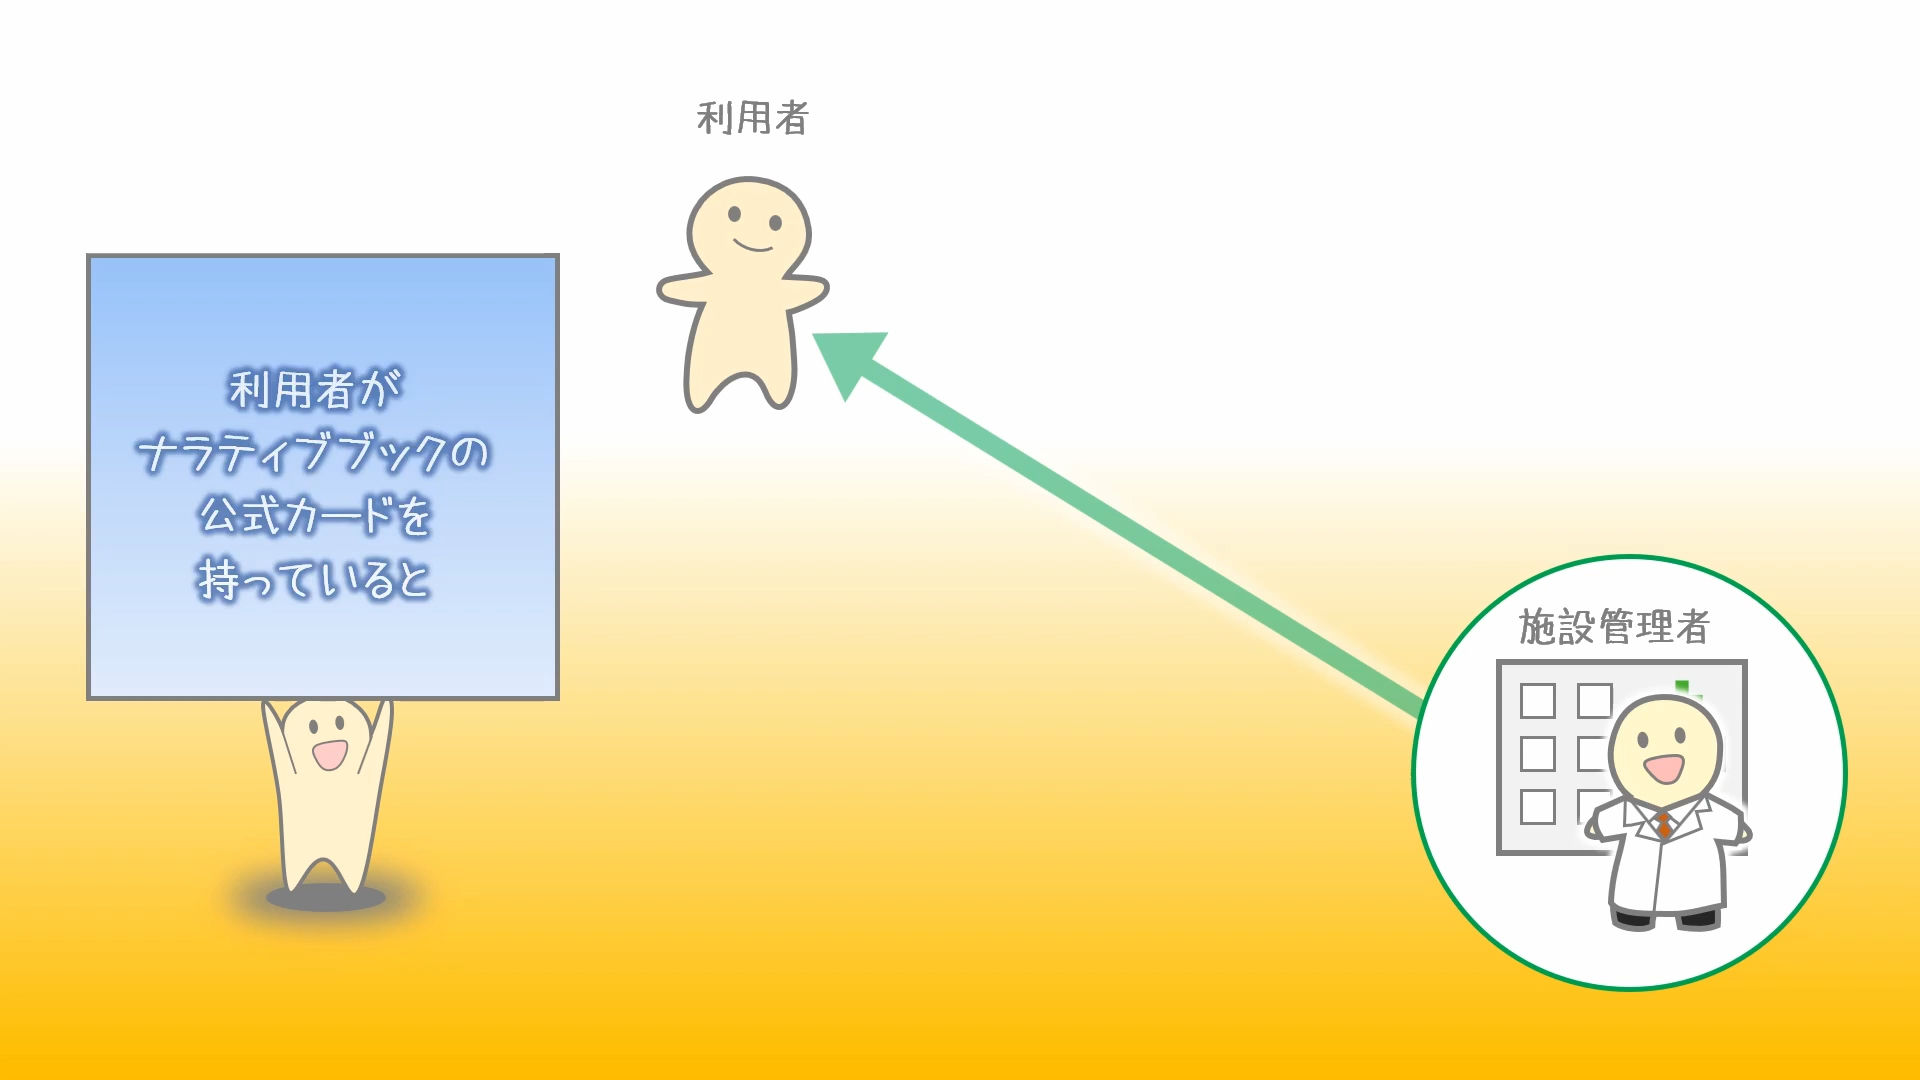 利用者
利用者が
ナラティブブックの
公式カードを
持っていると
施設管理者